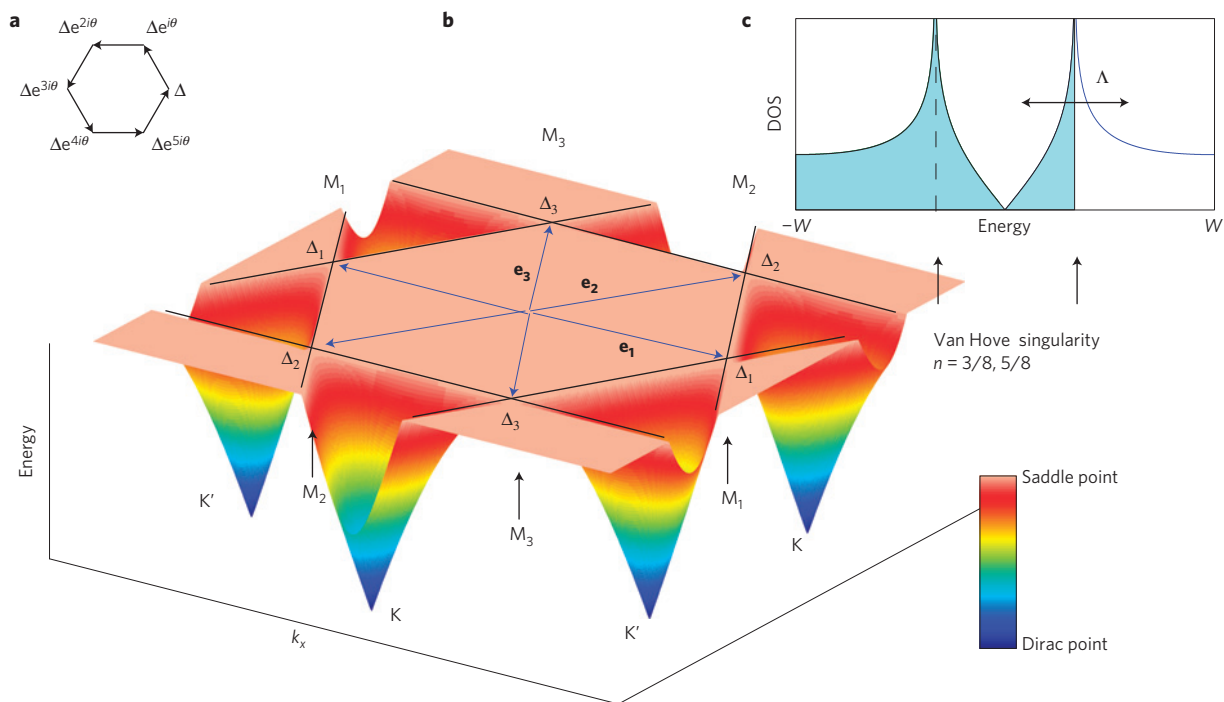 a
Δe^{2iθ} Δe^{iθ}
Δe^{3iθ} Δ
Δe^{4iθ} Δe^{5iθ}
b
M₃
M₁
M₂
Δ₃
Δ₁
Δ₂
e₃
e₂
e₁
Δ₂
Δ₁
Δ₃
M₂
M₁
M₃
K′
K
K
K′
Energy
k_x
c
DOS
Λ
−W Energy W
Van Hove singularity
n = 3/8, 5/8
Saddle point
Dirac point